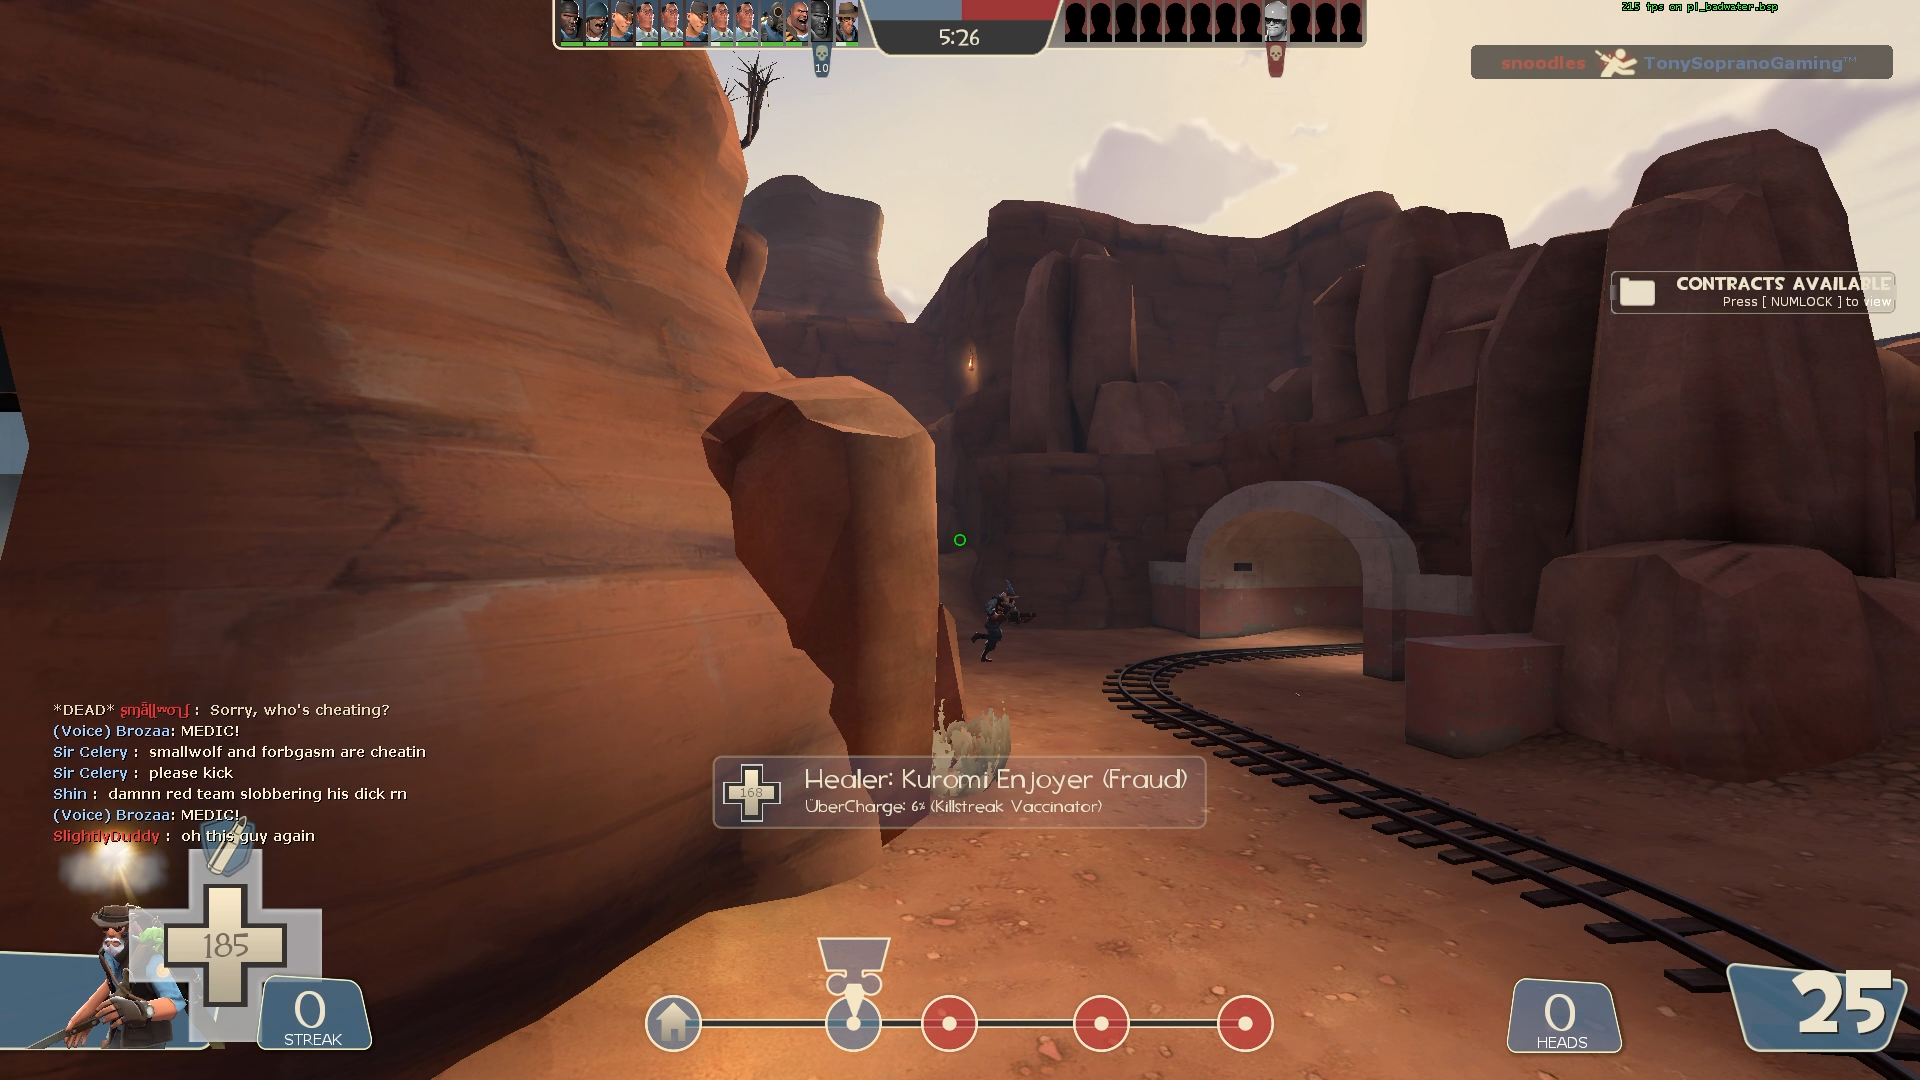 215 fps on pl_badwater.bsp
5:26
10
snoodles TonySopranoGaming™
CONTRACTS AVAILABLE
Press [ NUMLOCK ] to view
*DEAD* : Sorry, who's cheating?
(Voice) Brozaa: MEDIC!
Sir Celery : smallwolf and forbgasm are cheatin
Sir Celery : please kick
Shin : damnn red team slobbering his dick rn
(Voice) Brozaa: MEDIC!
SlightlyDuddy : oh this guy again
168
Healer: Kuromi Enjoyer (Fraud)
ÜberCharge: 6% (Killstreak Vaccinator)
185
0
STREAK
0
HEADS
25